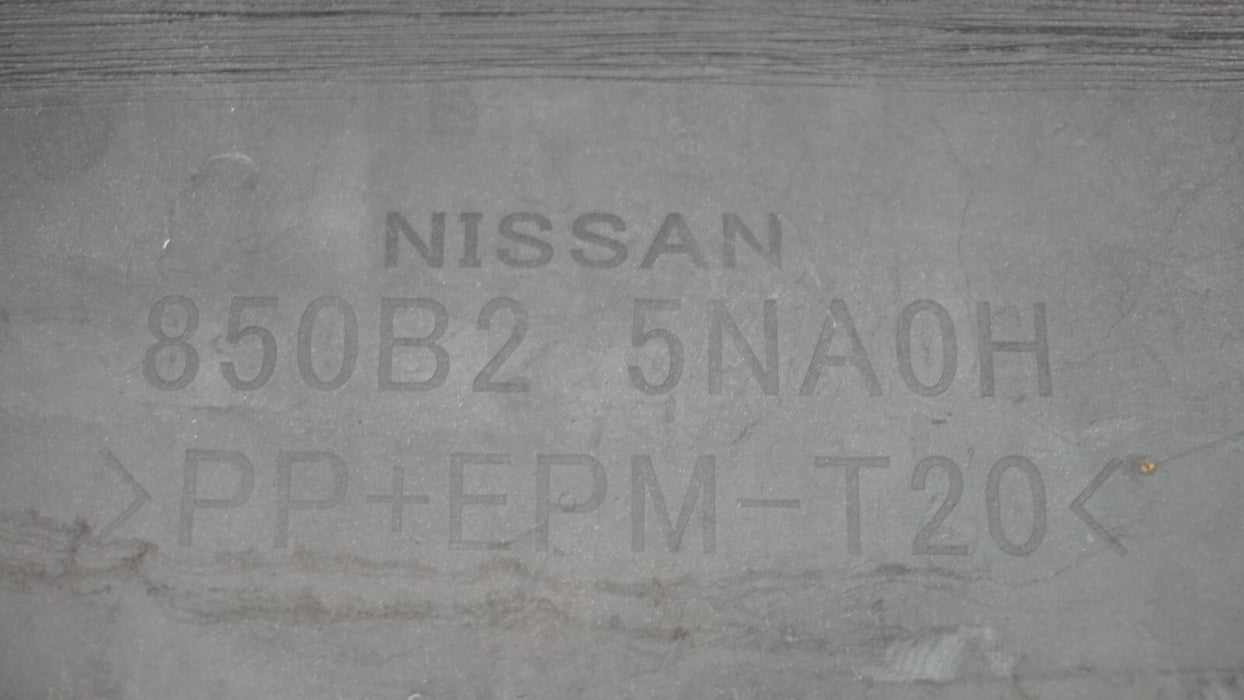 NISSAN
850B2 5NA0H
>PP+EPM-T20<